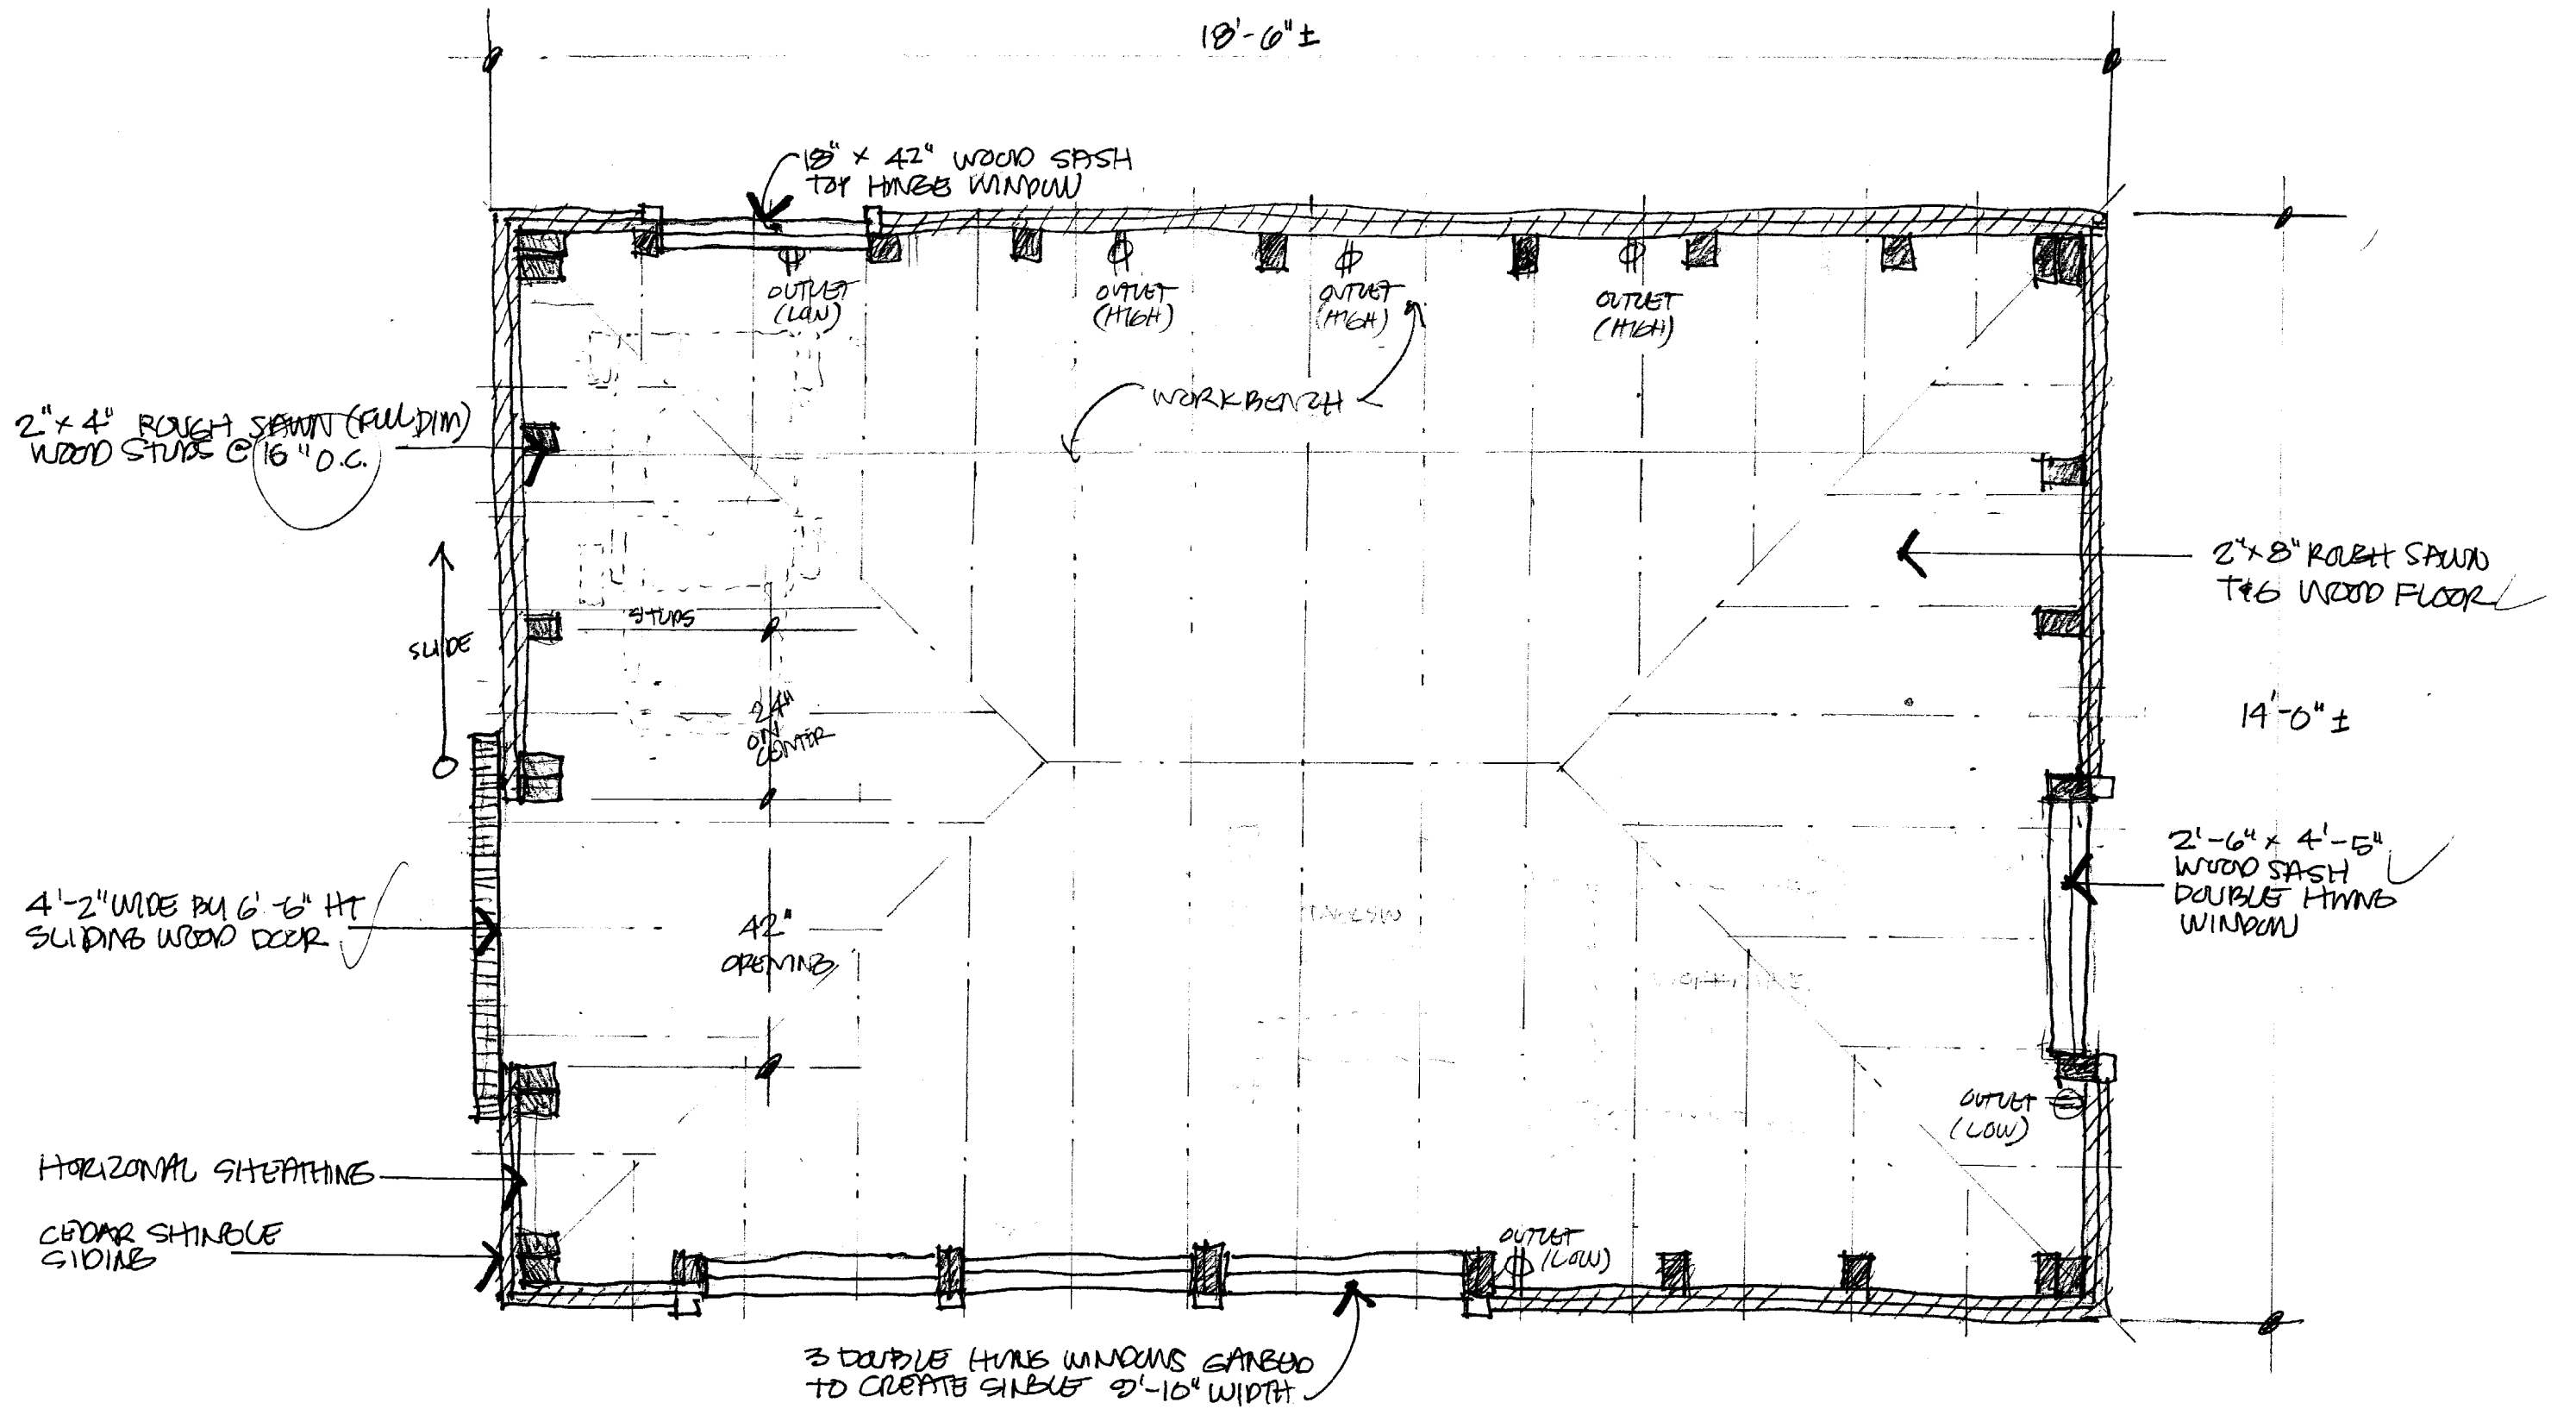 18'-6"±
18" x 42" WOOD SASH
TOP HINGE WINDOW
OUTLET
(LOW)
OUTLET
(HIGH)
OUTLET
(HIGH)
OUTLET
(HIGH)
WORKBENCH
2" x 4" ROUGH SAWN (FULL DIM)
WOOD STUDS @ 16" O.C.
SLIDE
STUDS
24"
ON
CENTER
2" x 8" ROUGH SAWN
T&G WOOD FLOOR
14'-0"±
2'-6" x 4'-5"
WOOD SASH
DOUBLE HUNG
WINDOW
4'-2" WIDE BY 6'-6" HT
SLIDING WOOD DOOR
42"
OPENING
OUTLET
(LOW)
HORIZONAL SHEATHING
CEDAR SHINGLE
SIDING
OUTLET
(LOW)
3 DOUBLE HUNG WINDOWS GANGED
TO CREATE SINGLE 9'-10" WIDTH